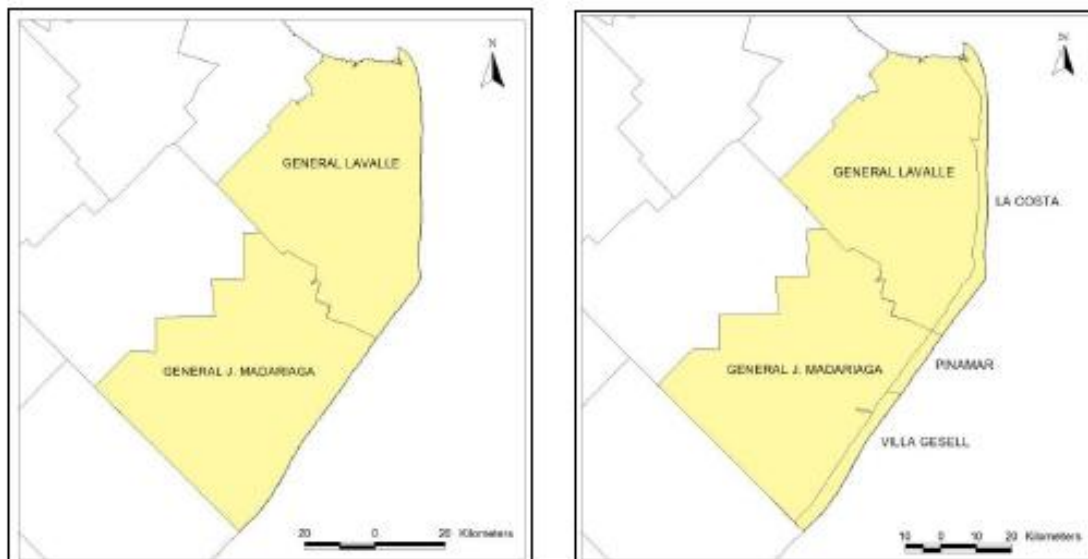 N
GENERAL LAVALLE
GENERAL J. MADARIAGA
20 0 20 Kilometers
N
GENERAL LAVALLE
LA COSTA
GENERAL J. MADARIAGA
PINAMAR
VILLA GESELL
10 0 10 20 Kilometers